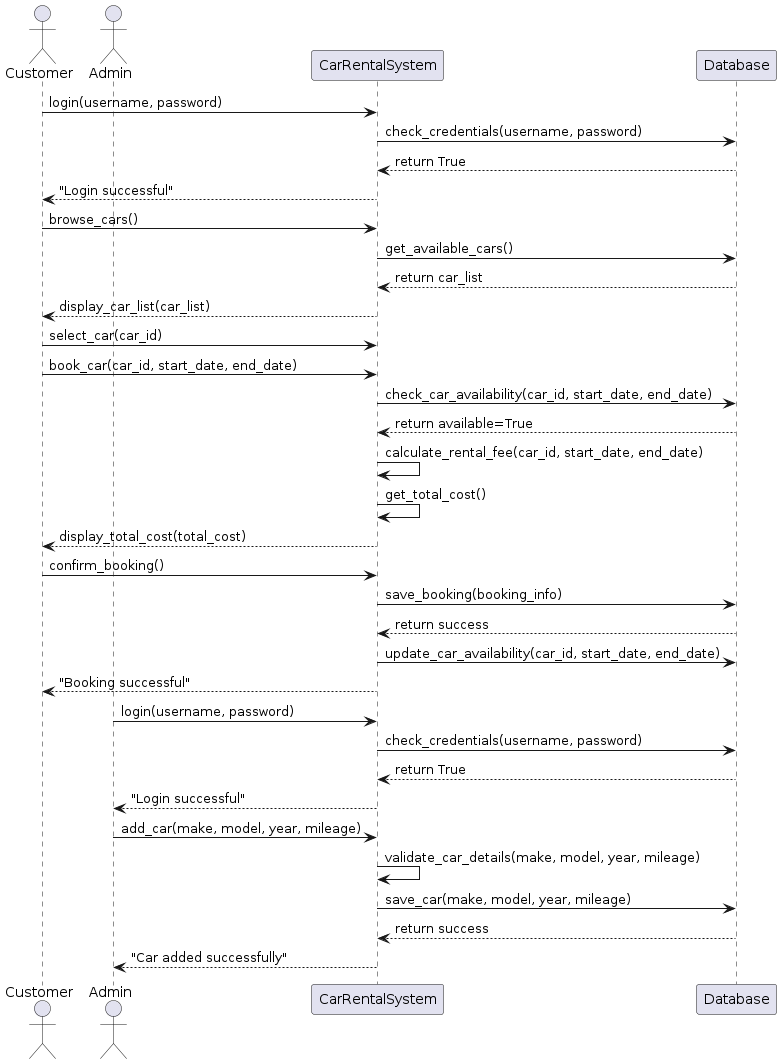 Customer
Admin
CarRentalSystem
Database
login(username, password)
check_credentials(username, password)
return True
"Login successful"
browse_cars()
get_available_cars()
return car_list
display_car_list(car_list)
select_car(car_id)
book_car(car_id, start_date, end_date)
check_car_availability(car_id, start_date, end_date)
return available=True
calculate_rental_fee(car_id, start_date, end_date)
get_total_cost()
display_total_cost(total_cost)
confirm_booking()
save_booking(booking_info)
return success
update_car_availability(car_id, start_date, end_date)
"Booking successful"
login(username, password)
check_credentials(username, password)
return True
"Login successful"
add_car(make, model, year, mileage)
validate_car_details(make, model, year, mileage)
save_car(make, model, year, mileage)
return success
"Car added successfully"
Customer
Admin
CarRentalSystem
Database